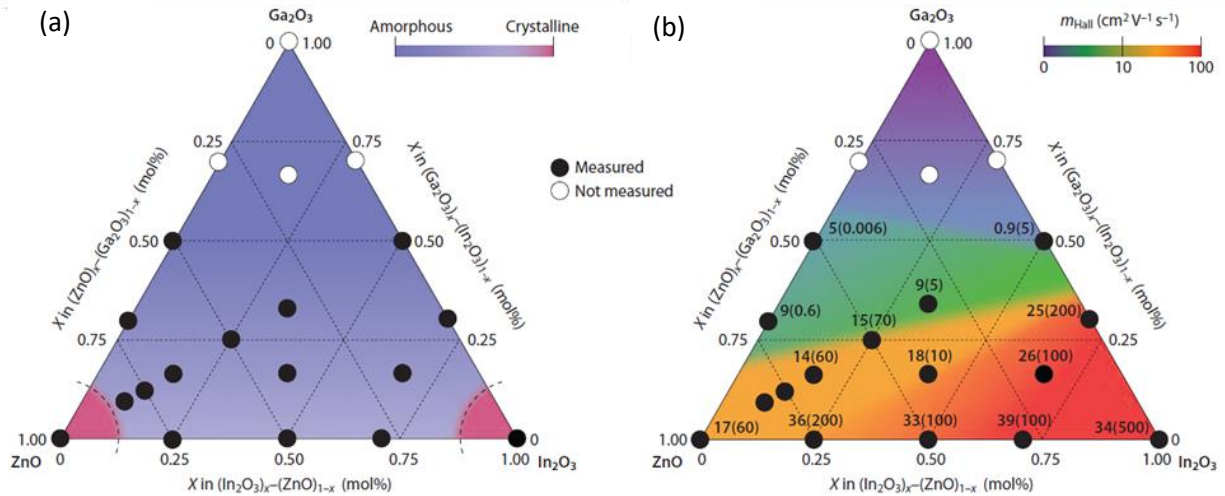 (a)
Ga₂O₃
0
1.00
Amorphous
Crystalline
0.25
0.75
X in (ZnO)ₓ–(Ga₂O₃)₁₋ₓ (mol%)
X in (Ga₂O₃)ₓ–(In₂O₃)₁₋ₓ (mol%)
0.50
0.50
0.75
0.25
1.00
0
ZnO
0
0.25
0.50
0.75
1.00
In₂O₃
X in (In₂O₃)ₓ–(ZnO)₁₋ₓ (mol%)
Measured
Not measured
(b)
Ga₂O₃
0
1.00
m_Hall (cm² V⁻¹ s⁻¹)
0
10
100
0.25
0.75
X in (ZnO)ₓ–(Ga₂O₃)₁₋ₓ (mol%)
X in (Ga₂O₃)ₓ–(In₂O₃)₁₋ₓ (mol%)
0.50
5(0.006)
0.9(5)
0.50
9(5)
9(0.6)
15(70)
25(200)
0.75
0.25
14(60)
18(10)
26(100)
17(60)
36(200)
33(100)
39(100)
34(500)
1.00
0
ZnO
0
0.25
0.50
0.75
1.00
In₂O₃
X in (In₂O₃)ₓ–(ZnO)₁₋ₓ (mol%)